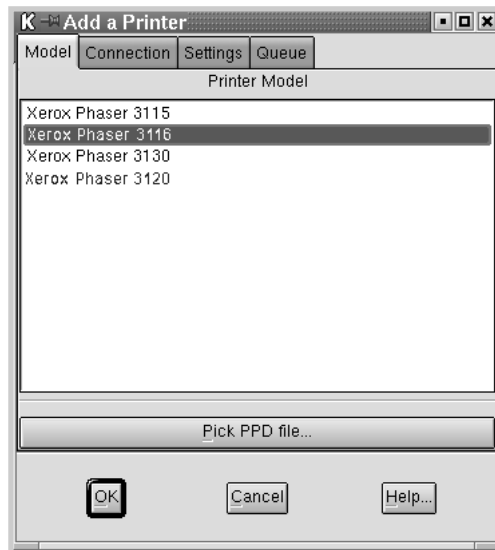 K Add a Printer
Model Connection Settings Queue
Printer Model
Xerox Phaser 3115
Xerox Phaser 3116
Xerox Phaser 3130
Xerox Phaser 3120
Pick PPD file...
OK Cancel Help...